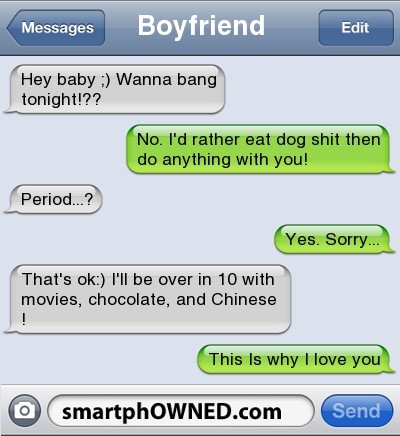 Messages
Boyfriend
Edit
Hey baby ;) Wanna bang
tonight!??
No. I'd rather eat dog shit then
do anything with you!
Period...?
Yes. Sorry...
That's ok:) I'll be over in 10 with
movies, chocolate, and Chinese
!
This Is why I love you
smartphOWNED.com
Send